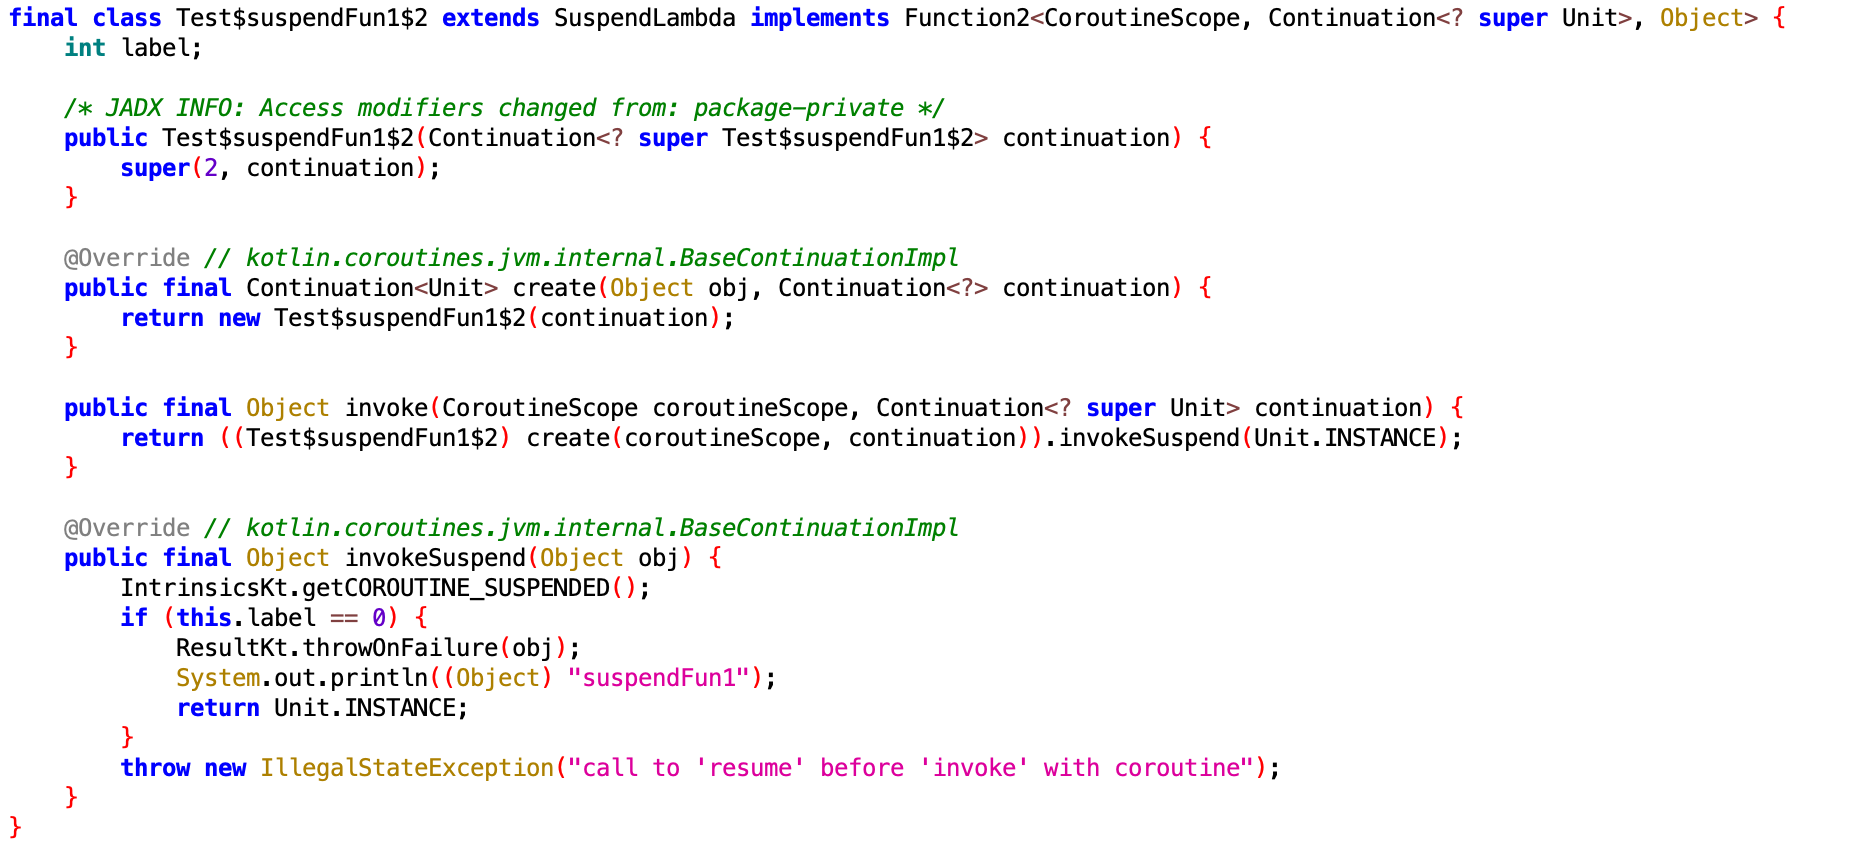 final class Test$suspendFun1$2 extends SuspendLambda implements Function2<CoroutineScope, Continuation<? super Unit>, Object> {
    int label;

    /* JADX INFO: Access modifiers changed from: package-private */
    public Test$suspendFun1$2(Continuation<? super Test$suspendFun1$2> continuation) {
        super(2, continuation);
    }

    @Override // kotlin.coroutines.jvm.internal.BaseContinuationImpl
    public final Continuation<Unit> create(Object obj, Continuation<?> continuation) {
        return new Test$suspendFun1$2(continuation);
    }

    public final Object invoke(CoroutineScope coroutineScope, Continuation<? super Unit> continuation) {
        return ((Test$suspendFun1$2) create(coroutineScope, continuation)).invokeSuspend(Unit.INSTANCE);
    }

    @Override // kotlin.coroutines.jvm.internal.BaseContinuationImpl
    public final Object invokeSuspend(Object obj) {
        IntrinsicsKt.getCOROUTINE_SUSPENDED();
        if (this.label == 0) {
            ResultKt.throwOnFailure(obj);
            System.out.println((Object) "suspendFun1");
            return Unit.INSTANCE;
        }
        throw new IllegalStateException("call to 'resume' before 'invoke' with coroutine");
    }
}